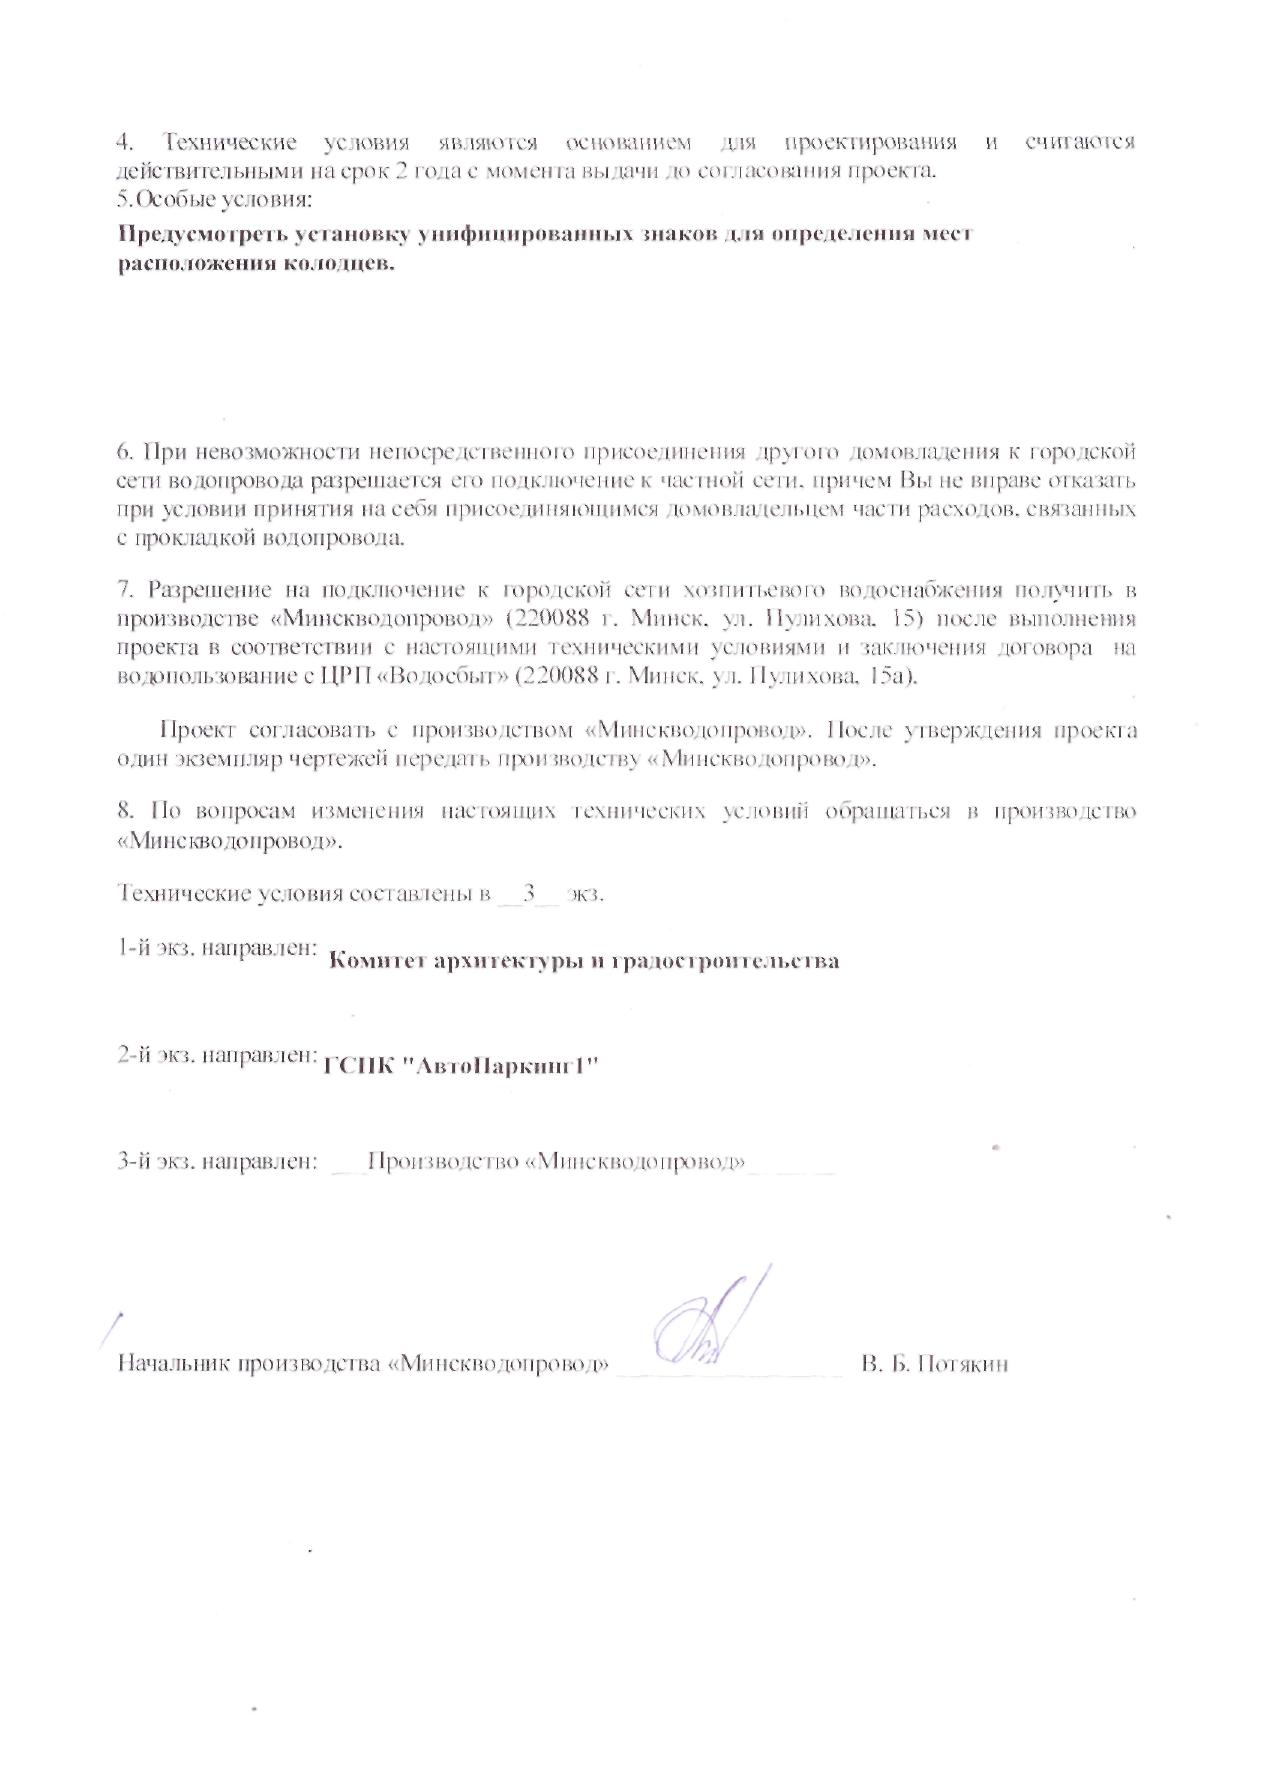 4. Технические условия являются основанием для проектирования и считаются
действительными на срок 2 года с момента выдачи до согласования проекта.
5.Особые условия:
Предусмотреть установку унифицированных знаков для определения мест
расположения колодцев.
6. При невозможности непосредственного присоединения другого домовладения к городской
сети водопровода разрешается его подключение к частной сети, причем Вы не вправе отказать
при условии принятия на себя присоединяющимся домовладельцем части расходов, связанных
с прокладкой водопровода.
7. Разрешение на подключение к городской сети хозпитьевого водоснабжения получить в
производстве «Минскводопровод» (220088 г. Минск, ул. Пулихова, 15) после выполнения
проекта в соответствии с настоящими техническими условиями и заключения договора на
водопользование с ЦРП «Водосбыт» (220088 г. Минск, ул. Пулихова, 15а).
Проект согласовать с производством «Минскводопровод». После утверждения проекта
один экземпляр чертежей передать производству «Минскводопровод».
8. По вопросам изменения настоящих технических условий обращаться в производство
«Минскводопровод».
Технические условия составлены в __3__ экз.
1-й экз. направлен: Комитет архитектуры и градостроительства
2-й экз. направлен: ГСПК "АвтоПаркинг1"
3-й экз. направлен: ___Производство «Минскводопровод»_______
Начальник производства «Минскводопровод» __________________ В. Б. Потякин